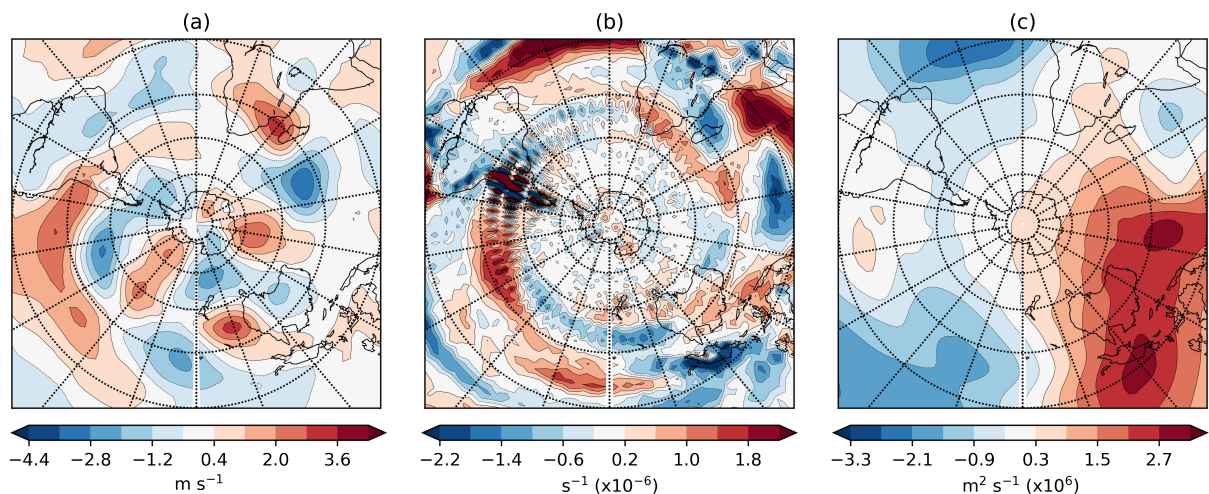 (a) (b) (c)
−4.4 −2.8 −1.2 0.4 2.0 3.6 −2.2 −1.4 −0.6 0.2 1.0 1.8 −3.3 −2.1 −0.9 0.3 1.5 2.7
m s⁻¹ s⁻¹ (x10⁻⁶) m² s⁻¹ (x10⁶)